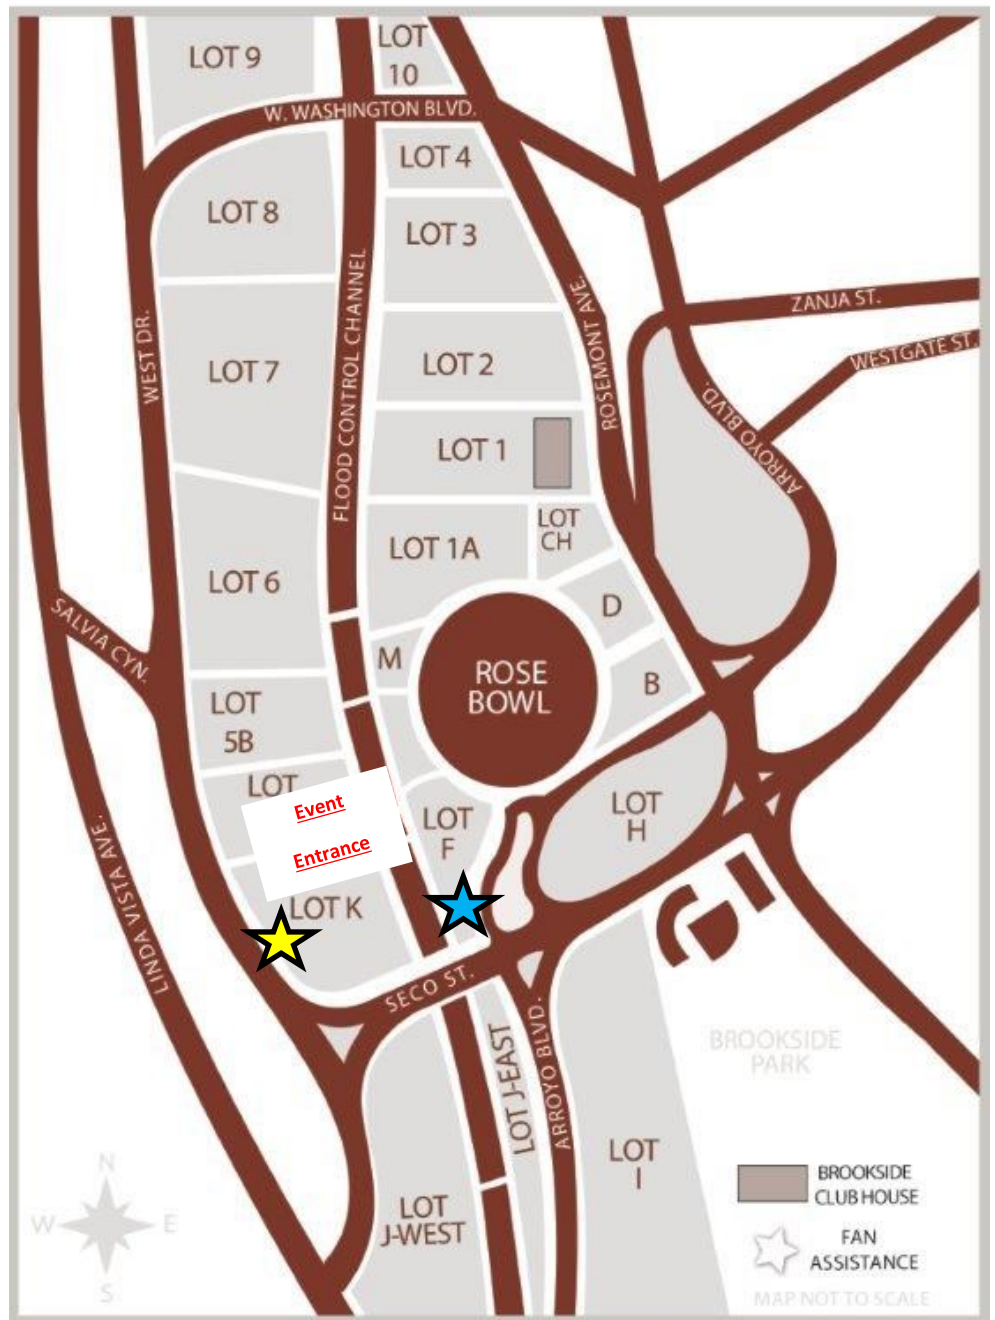 LOT 9
LOT
10
W. WASHINGTON BLVD.
LOT 4
LOT 8
LOT 3
ZANJA ST.
WESTGATE ST.
WEST DR.
LOT 7
FLOOD CONTROL CHANNEL
LOT 2
ROSEMONT AVE.
ARROYO BLVD.
ARROYO
LOT 1
LOT 1A
LOT
CH
LOT 6
D
SALVIA CYN.
M
ROSE
BOWL
B
LOT
5B
LOT
Event
Entrance
LOT
F
LOT
H
LINDA VISTA AVE.
LOT K
SECO ST.
LOT J-EAST
ARROYO BLVD.
BROOKSIDE
PARK
LOT
I
LOT
J-WEST
N
W
E
S
BROOKSIDE
CLUB HOUSE
FAN
ASSISTANCE
MAP NOT TO SCALE